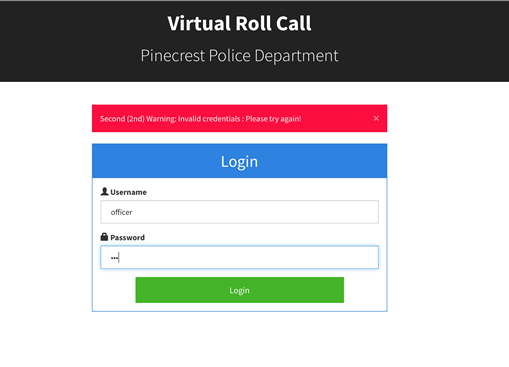 Virtual Roll Call
Pinecrest Police Department
Second (2nd) Warning: Invalid credentials : Please try again! ×
Login
Username
officer
Password
•••
Login